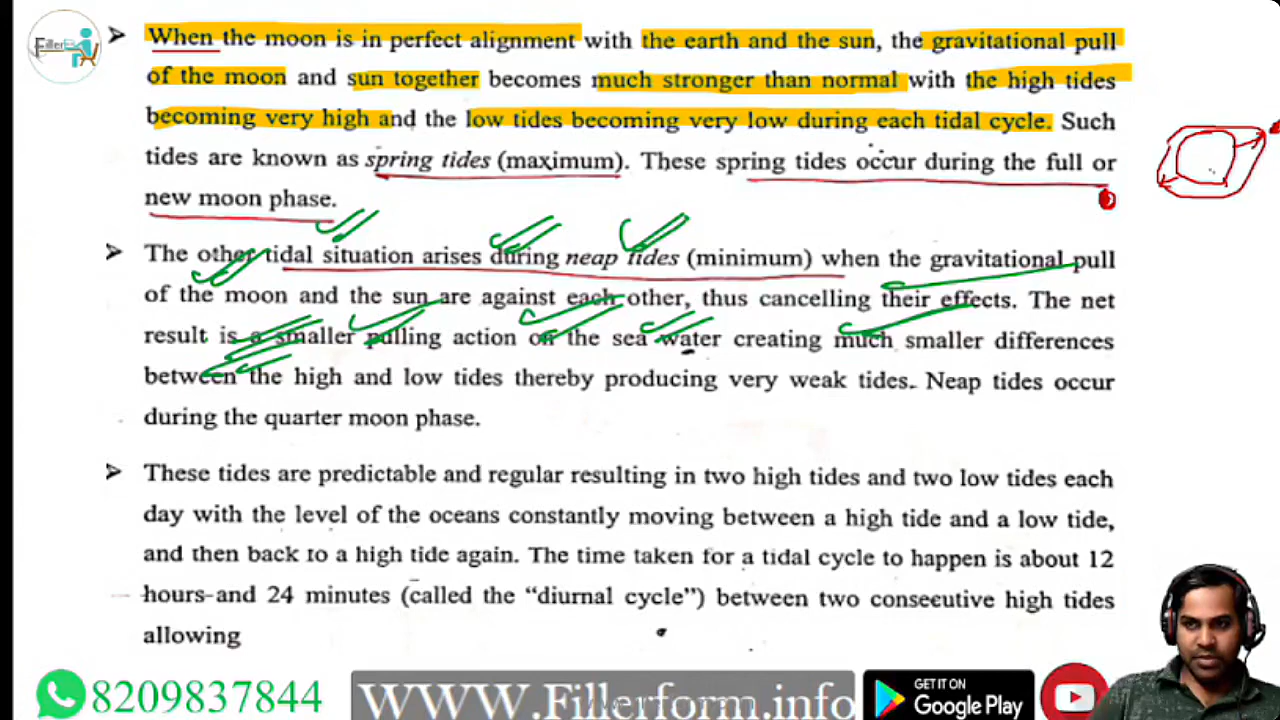 When the moon is in perfect alignment with the earth and the sun, the gravitational pull
of the moon and sun together becomes much stronger than normal with the high tides
becoming very high and the low tides becoming very low during each tidal cycle. Such
tides are known as spring tides (maximum). These spring tides occur during the full or
new moon phase.
The other tidal situation arises during neap tides (minimum) when the gravitational pull
of the moon and the sun are against each other, thus cancelling their effects. The net
result is a smaller pulling action on the sea water creating much smaller differences
between the high and low tides thereby producing very weak tides. Neap tides occur
during the quarter moon phase.
These tides are predictable and regular resulting in two high tides and two low tides each
day with the level of the oceans constantly moving between a high tide and a low tide,
and then back to a high tide again. The time taken for a tidal cycle to happen is about 12
hours-and 24 minutes (called the “diurnal cycle”) between two consecutive high tides
allowing
8209837844
WWW.Fillerform.info
GET IT ON
Google Play